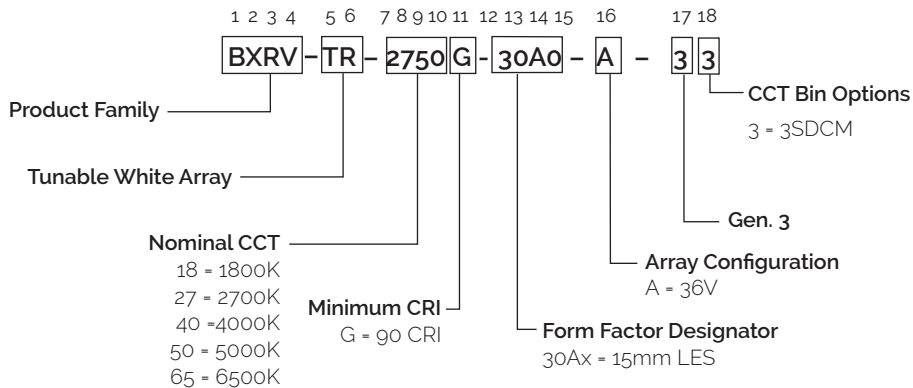 1 2 3 4 5 6 7 8 9 10 11 12 13 14 15 16 17 18
BXRV – TR – 2750 G - 30A0 – A – 3 3
Product Family
CCT Bin Options
3 = 3SDCM
Tunable White Array
Gen. 3
Nominal CCT
18 = 1800K
27 = 2700K
40 =4000K
50 = 5000K
65 = 6500K
Minimum CRI
G = 90 CRI
Array Configuration
A = 36V
Form Factor Designator
30Ax = 15mm LES